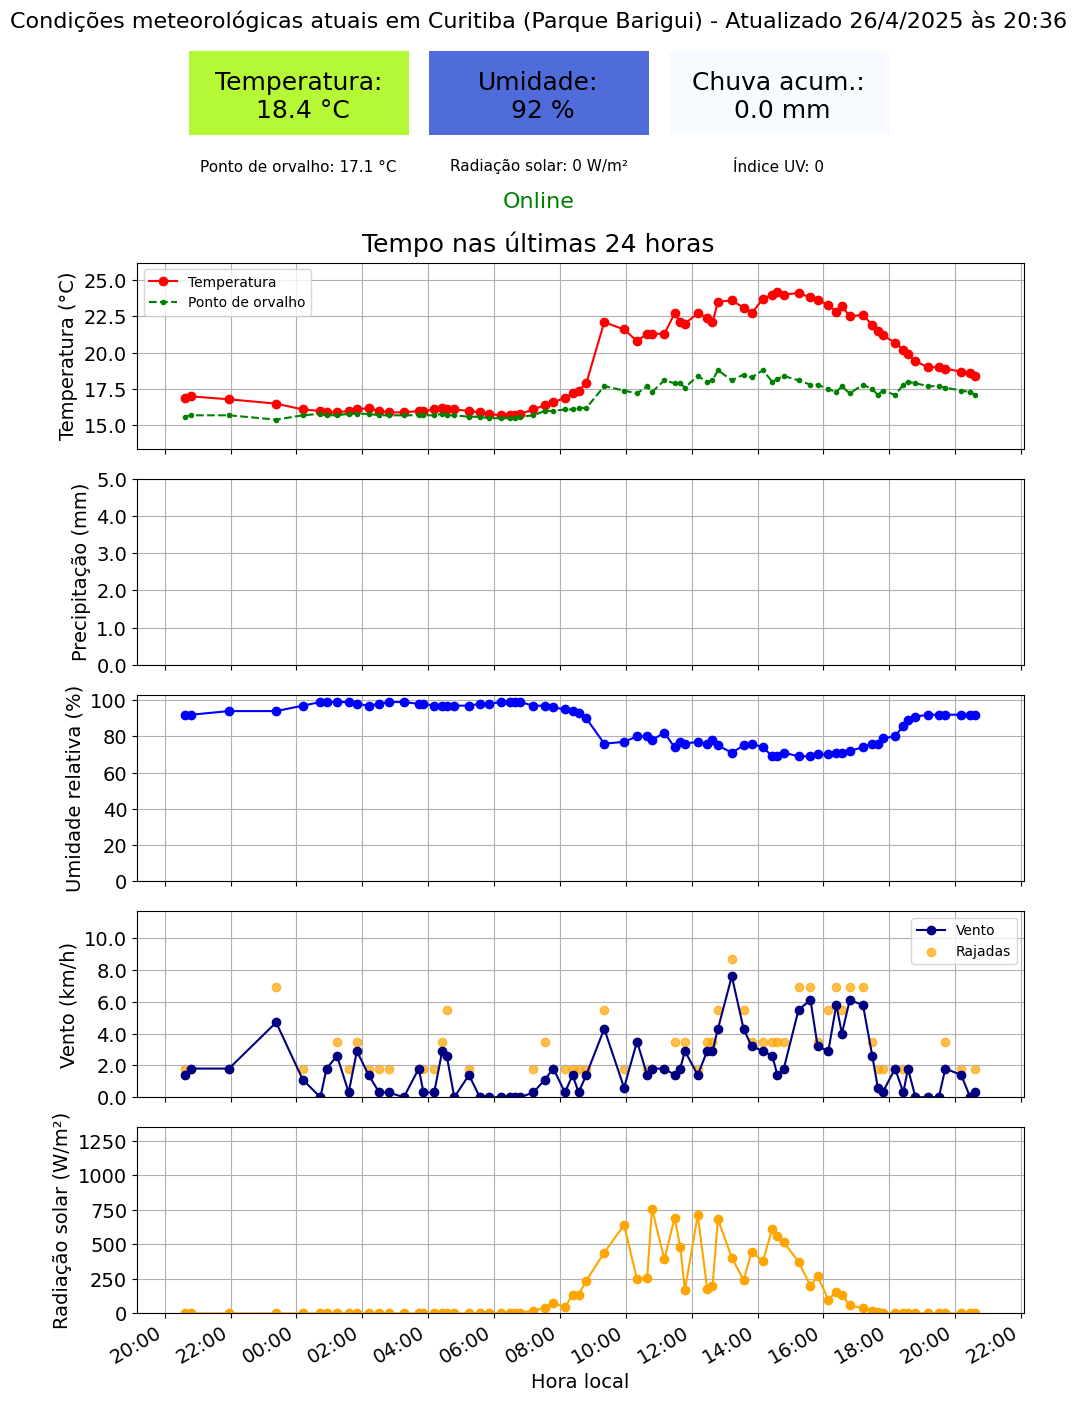 Condições meteorológicas atuais em Curitiba (Parque Barigui) - Atualizado 26/4/2025 às 20:36
Temperatura:
18.4 °C
Umidade:
92 %
Chuva acum.:
0.0 mm
Ponto de orvalho: 17.1 °C
Radiação solar: 0 W/m²
Índice UV: 0
Online
Tempo nas últimas 24 horas
Temperatura (°C)
25.0
22.5
20.0
17.5
15.0
Temperatura
Ponto de orvalho
Precipitação (mm)
5.0
4.0
3.0
2.0
1.0
0.0
Umidade relativa (%)
100
80
60
40
20
0
Vento (km/h)
10.0
8.0
6.0
4.0
2.0
0.0
Vento
Rajadas
Radiação solar (W/m²)
1250
1000
750
500
250
0
20:00
22:00
00:00
02:00
04:00
06:00
08:00
10:00
12:00
14:00
16:00
18:00
20:00
22:00
Hora local